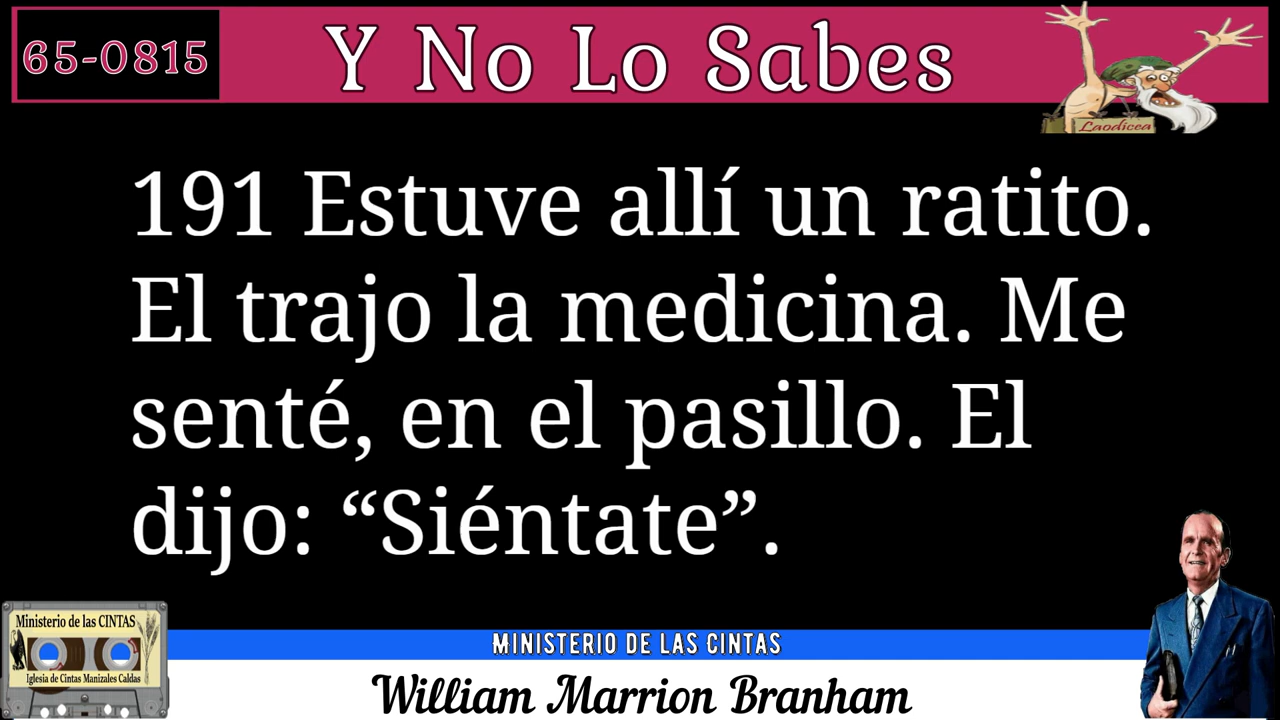 65-0815
Y No Lo Sabes
Laodicea
191 Estuve allí un ratito.
El trajo la medicina. Me
senté, en el pasillo. El
dijo: “Siéntate”.
Ministerio de las CINTAS
Iglesia de Cintas Manizales Caldas
MINISTERIO DE LAS CINTAS
William Marrion Branham